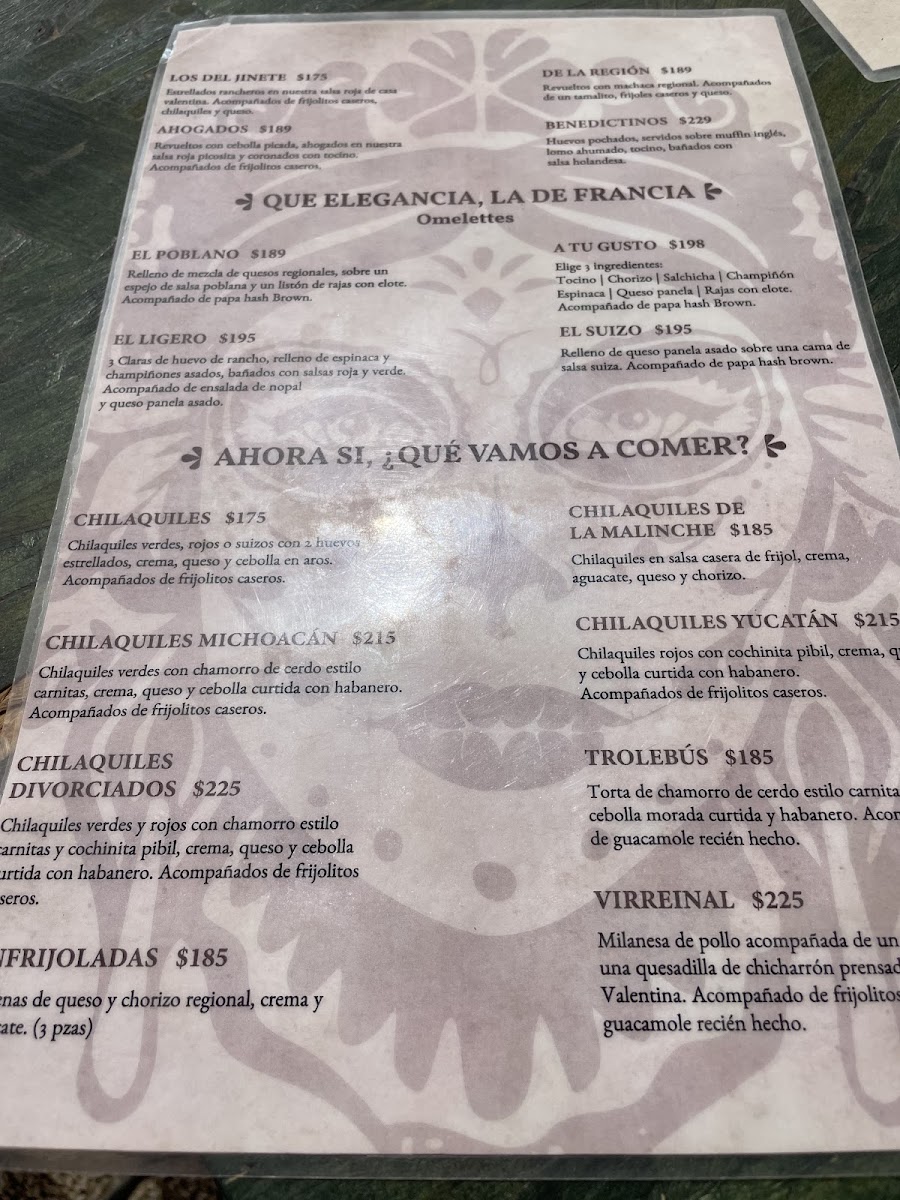 LOS DEL JINETE $175
Estrellados rancheros en nuestra salsa roja de casa
valentina. Acompañados de frijolitos caseros,
chilaquiles y queso.
AHOGADOS $189
Revueltos con cebolla picada, ahogados en nuestra
salsa roja picosita y coronados con tocino.
Acompañados de frijolitos caseros.
DE LA REGIÓN $189
Revueltos con machaca regional. Acompañados
de un tamalito, frijoles caseros y queso.
BENEDICTINOS $229
Huevos pochados, servidos sobre muffin inglés,
lomo ahumado, tocino, bañados con
salsa holandesa.
QUE ELEGANCIA, LA DE FRANCIA
Omelettes
EL POBLANO $189
Relleno de mezcla de quesos regionales, sobre un
espejo de salsa poblana y un listón de rajas con elote.
Acompañado de papa hash Brown.
EL LIGERO $195
3 Claras de huevo de rancho, relleno de espinaca y
champiñones asados, bañados con salsas roja y verde.
Acompañado de ensalada de nopal
y queso panela asado.
A TU GUSTO $198
Elige 3 ingredientes:
Tocino | Chorizo | Salchicha | Champiñón
Espinaca | Queso panela | Rajas con elote.
Acompañado de papa hash Brown.
EL SUIZO $195
Relleno de queso panela asado sobre una cama de
salsa suiza. Acompañado de papa hash brown.
AHORA SI, ¿QUÉ VAMOS A COMER?
CHILAQUILES $175
Chilaquiles verdes, rojos o suizos con 2 huevos
estrellados, crema, queso y cebolla en aros.
Acompañados de frijolitos caseros.
CHILAQUILES MICHOACÁN $215
Chilaquiles verdes con chamorro de cerdo estilo
carnitas, crema, queso y cebolla curtida con habanero.
Acompañados de frijolitos caseros.
CHILAQUILES
DIVORCIADOS $225
Chilaquiles verdes y rojos con chamorro estilo
arnitas y cochinita pibil, crema, queso y cebolla
urtida con habanero. Acompañados de frijolitos
seros.
NFRIJOLADAS $185
enas de queso y chorizo regional, crema y
cate. (3 pzas)
CHILAQUILES DE
LA MALINCHE $185
Chilaquiles en salsa casera de frijol, crema,
aguacate, queso y chorizo.
CHILAQUILES YUCATÁN $215
Chilaquiles rojos con cochinita pibil, crema, q
y cebolla curtida con habanero.
Acompañados de frijolitos caseros.
TROLEBÚS $185
Torta de chamorro de cerdo estilo carnita
cebolla morada curtida y habanero. Acom
de guacamole recién hecho.
VIRREINAL $225
Milanesa de pollo acompañada de un
una quesadilla de chicharrón prensad
Valentina. Acompañado de frijolitos
guacamole recién hecho.